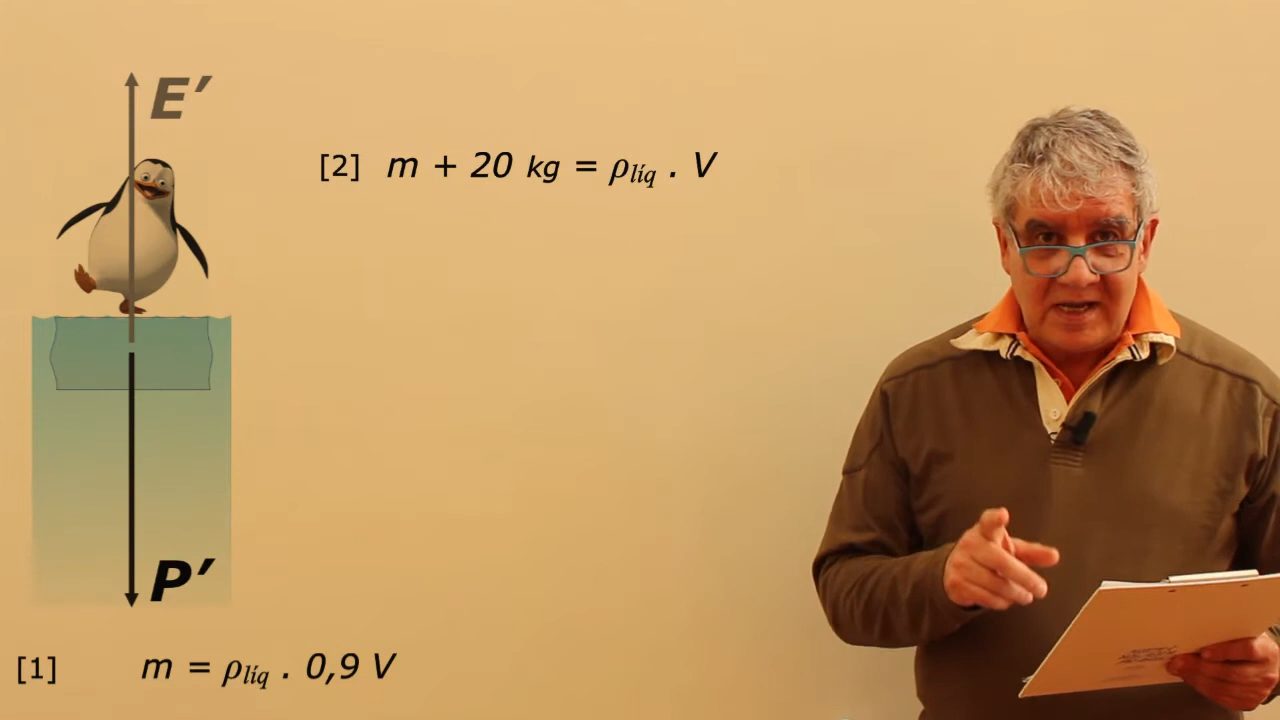 E′
[2] m + 20 kg = ρlíq . V
P′
[1] m = ρlíq . 0,9 V